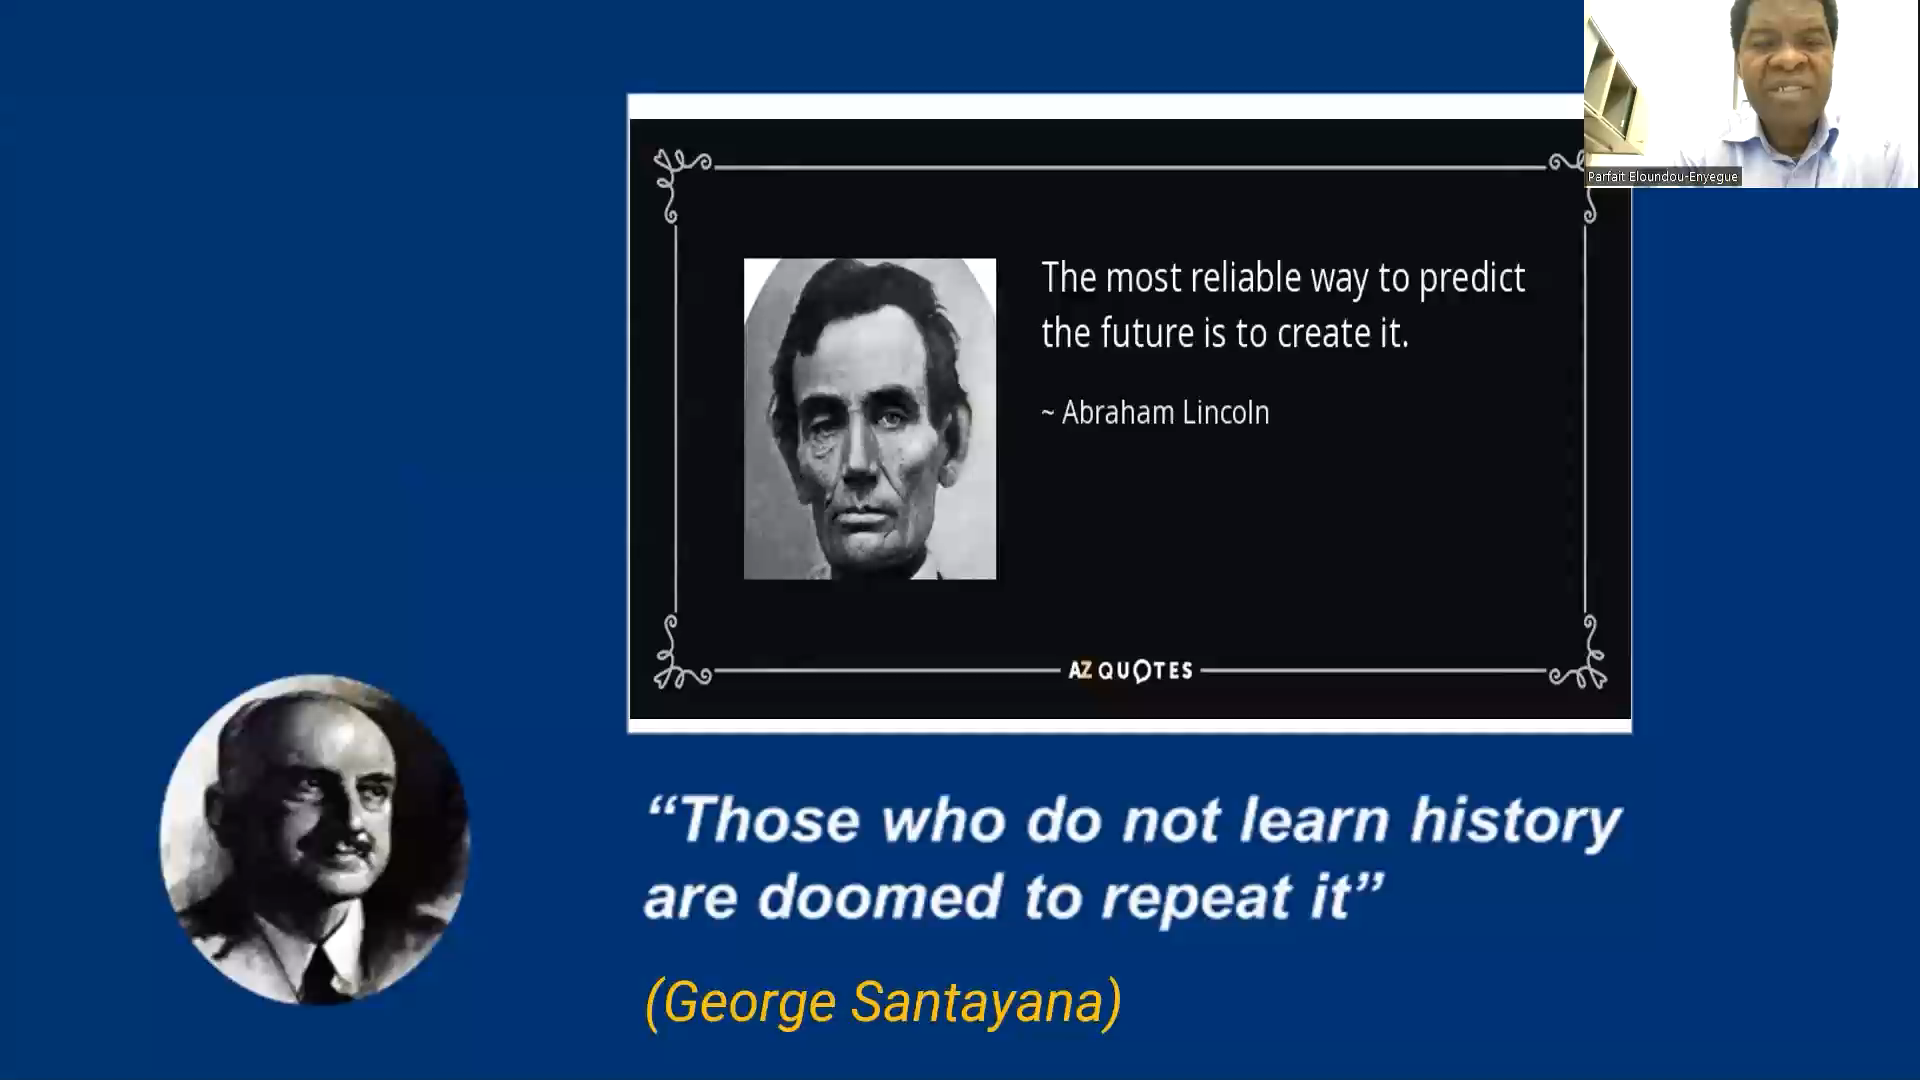 Parfait Eloundou-Enyegue
The most reliable way to predict
the future is to create it.
~ Abraham Lincoln
AZ QUOTES
“Those who do not learn history
are doomed to repeat it”
(George Santayana)